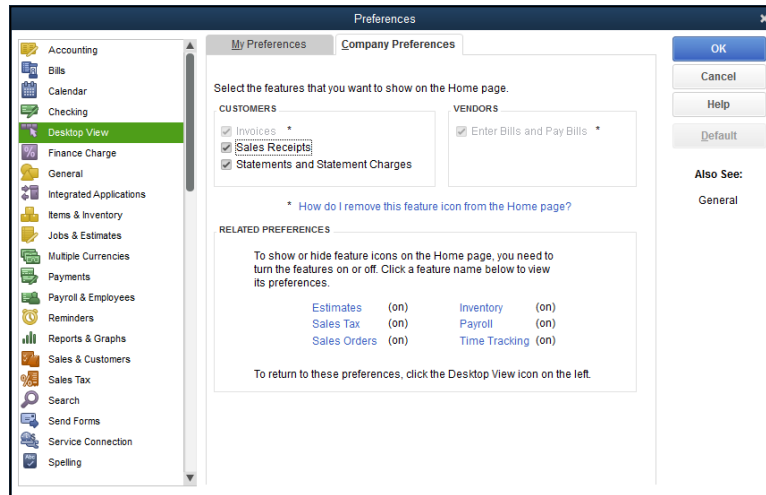 Preferences
Accounting
Bills
Calendar
Checking
Desktop View
Finance Charge
General
Integrated Applications
Items & Inventory
Jobs & Estimates
Multiple Currencies
Payments
Payroll & Employees
Reminders
Reports & Graphs
Sales & Customers
Sales Tax
Search
Send Forms
Service Connection
Spelling
My Preferences
Company Preferences
Select the features that you want to show on the Home page.
CUSTOMERS
Invoices *
Sales Receipts
Statements and Statement Charges
VENDORS
Enter Bills and Pay Bills *
* How do I remove this feature icon from the Home page?
RELATED PREFERENCES
To show or hide feature icons on the Home page, you need to
turn the features on or off. Click a feature name below to view
its preferences.
Estimates (on) Inventory (on)
Sales Tax (on) Payroll (on)
Sales Orders (on) Time Tracking (on)
To return to these preferences, click the Desktop View icon on the left.
OK
Cancel
Help
Default
Also See:
General